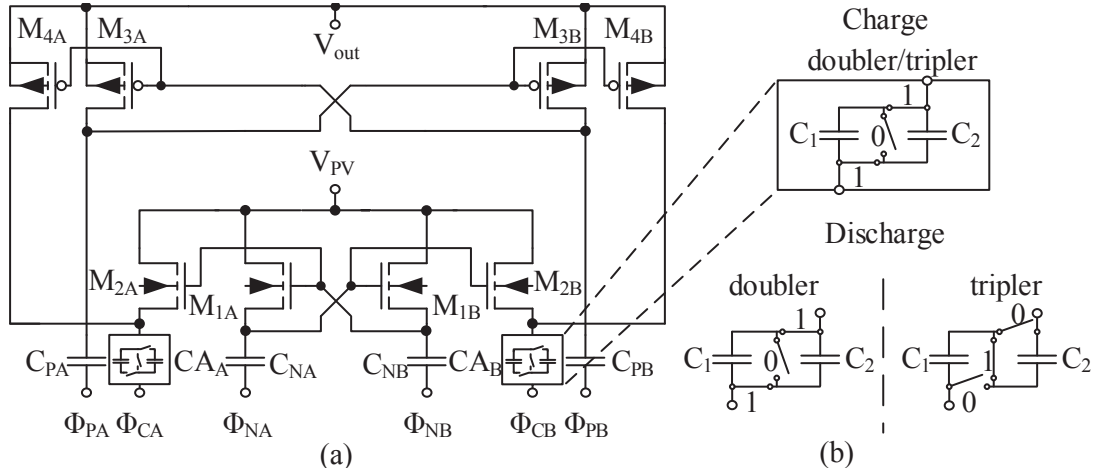 M4A M3A Vout M3B M4B
VPV
M2A M1A M1B M2B
CPA CAA CNA CNB CAB CPB
ΦPA ΦCA ΦNA ΦNB ΦCB ΦPB
(a)
Charge
doubler/tripler
1
C1 0 C2
1
Discharge
doubler tripler
1 0
C1 0 C2 C1 1 C2
1 0
(b)